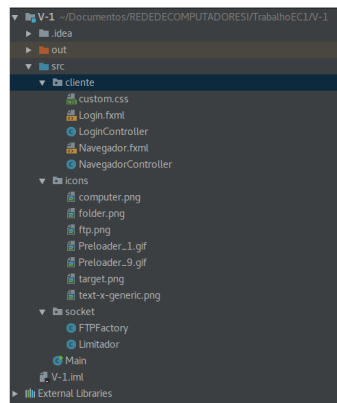 V-1 ~/Documentos/REDEDECOMPUTADORESI/TrabalhoEC1/V-1
.idea
out
src
cliente
custom.css
Login.fxml
LoginController
Navegador.fxml
NavegadorController
icons
computer.png
folder.png
ftp.png
Preloader_1.gif
Preloader_9.gif
target.png
text-x-generic.png
socket
FTPFactory
Limitador
Main
V-1.iml
External Libraries